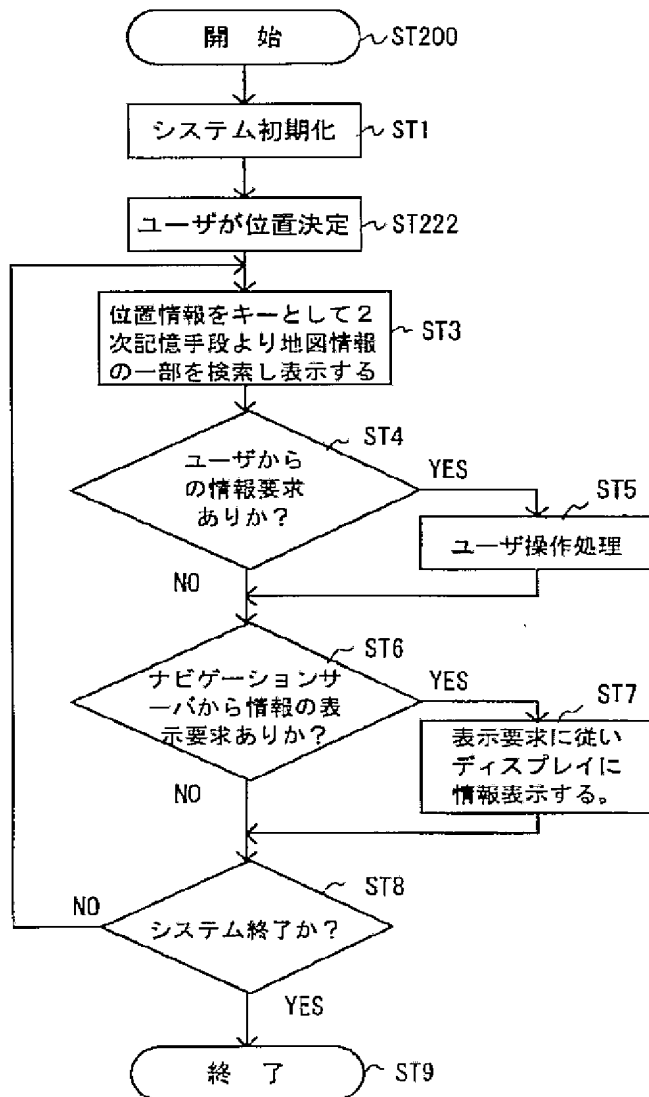 開 始
ST200
システム初期化
ST1
ユーザが位置決定
ST222
位置情報をキーとして2
次記憶手段より地図情報
の一部を検索し表示する
ST3
ST4
ユーザから
の情報要求
ありか?
YES
ST5
ユーザ操作処理
NO
ST6
ナビゲーションサ
ーバから情報の表
示要求ありか?
YES
ST7
表示要求に従い
ディスプレイに
情報表示する。
NO
ST8
システム終了か?
NO
YES
終 了
ST9